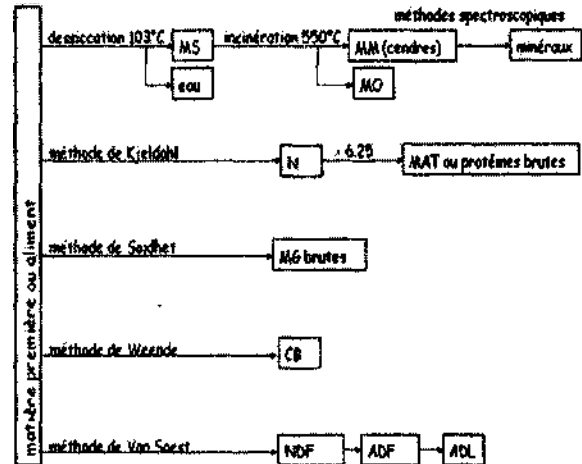 méthodes spectroscopiques
dessiccation 103°C MS incinération 550°C MM (cendres) minéraux
eau MO
méthode de Kjeldahl N × 6.25 MAT ou protéines brutes
méthode de Soxlhet MG brutes
méthode de Weende CB
méthode de Van Soest NDF ADF ADL
matière première ou aliment